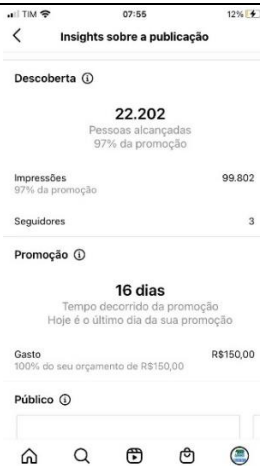 TIM 07:55 12%
Insights sobre a publicação
Descoberta
22.202
Pessoas alcançadas
97% da promoção
Impressões 99.802
97% da promoção
Seguidores 3
Promoção
16 dias
Tempo decorrido da promoção
Hoje é o último dia da sua promoção
Gasto R$150,00
100% do seu orçamento de R$150,00
Público